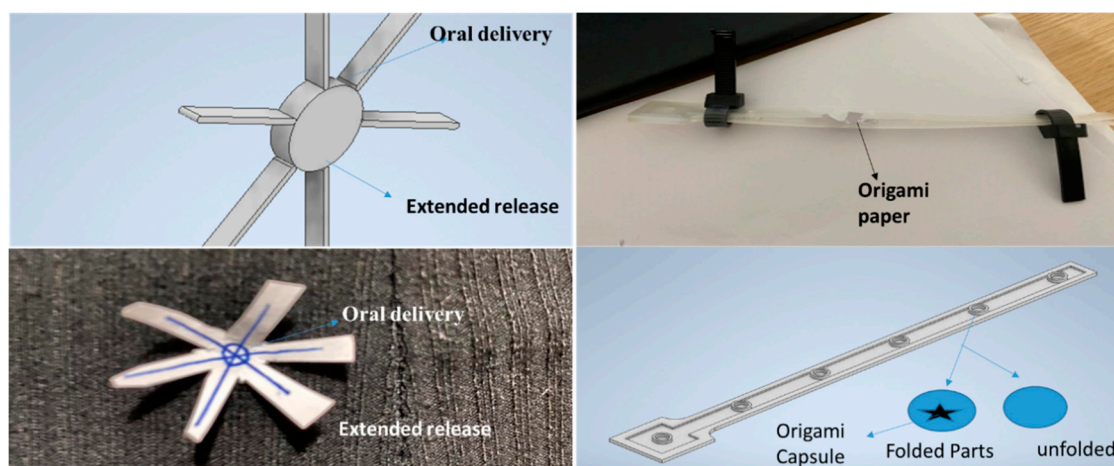 Oral delivery
Extended release
Origami
paper
Oral delivery
Extended release
Origami
Capsule
Folded Parts
unfolded